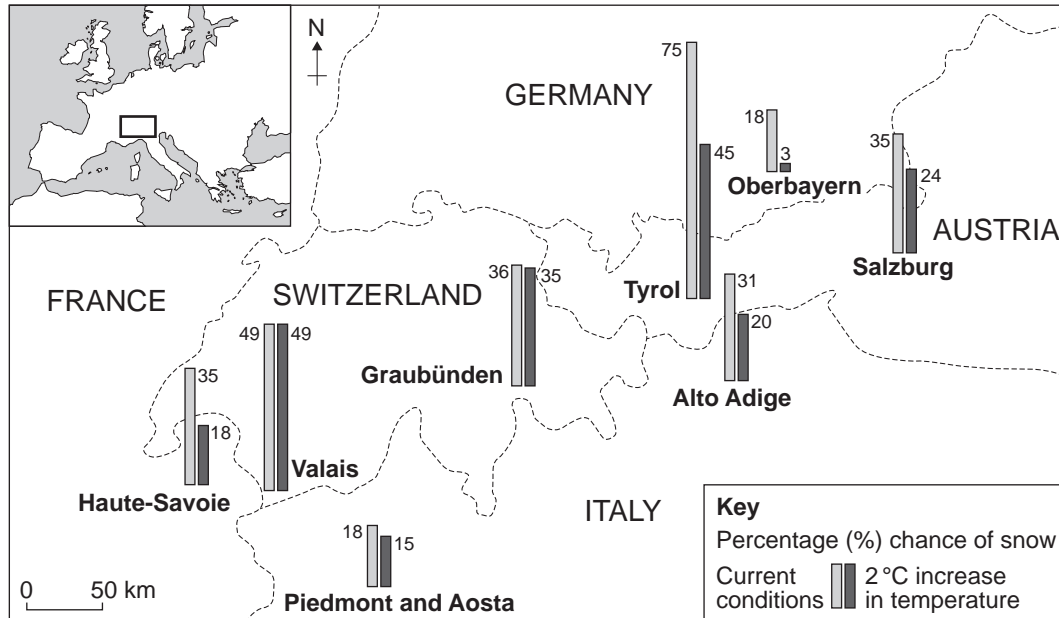 N
GERMANY
FRANCE
SWITZERLAND
AUSTRIA
ITALY
75
45
Tyrol
18
3
Oberbayern
35
24
Salzburg
36
35
Graubünden
31
20
Alto Adige
49
49
Valais
35
18
Haute-Savoie
18
15
Piedmont and Aosta
0 50 km
Key
Percentage (%) chance of snow
Current conditions
2 °C increase in temperature